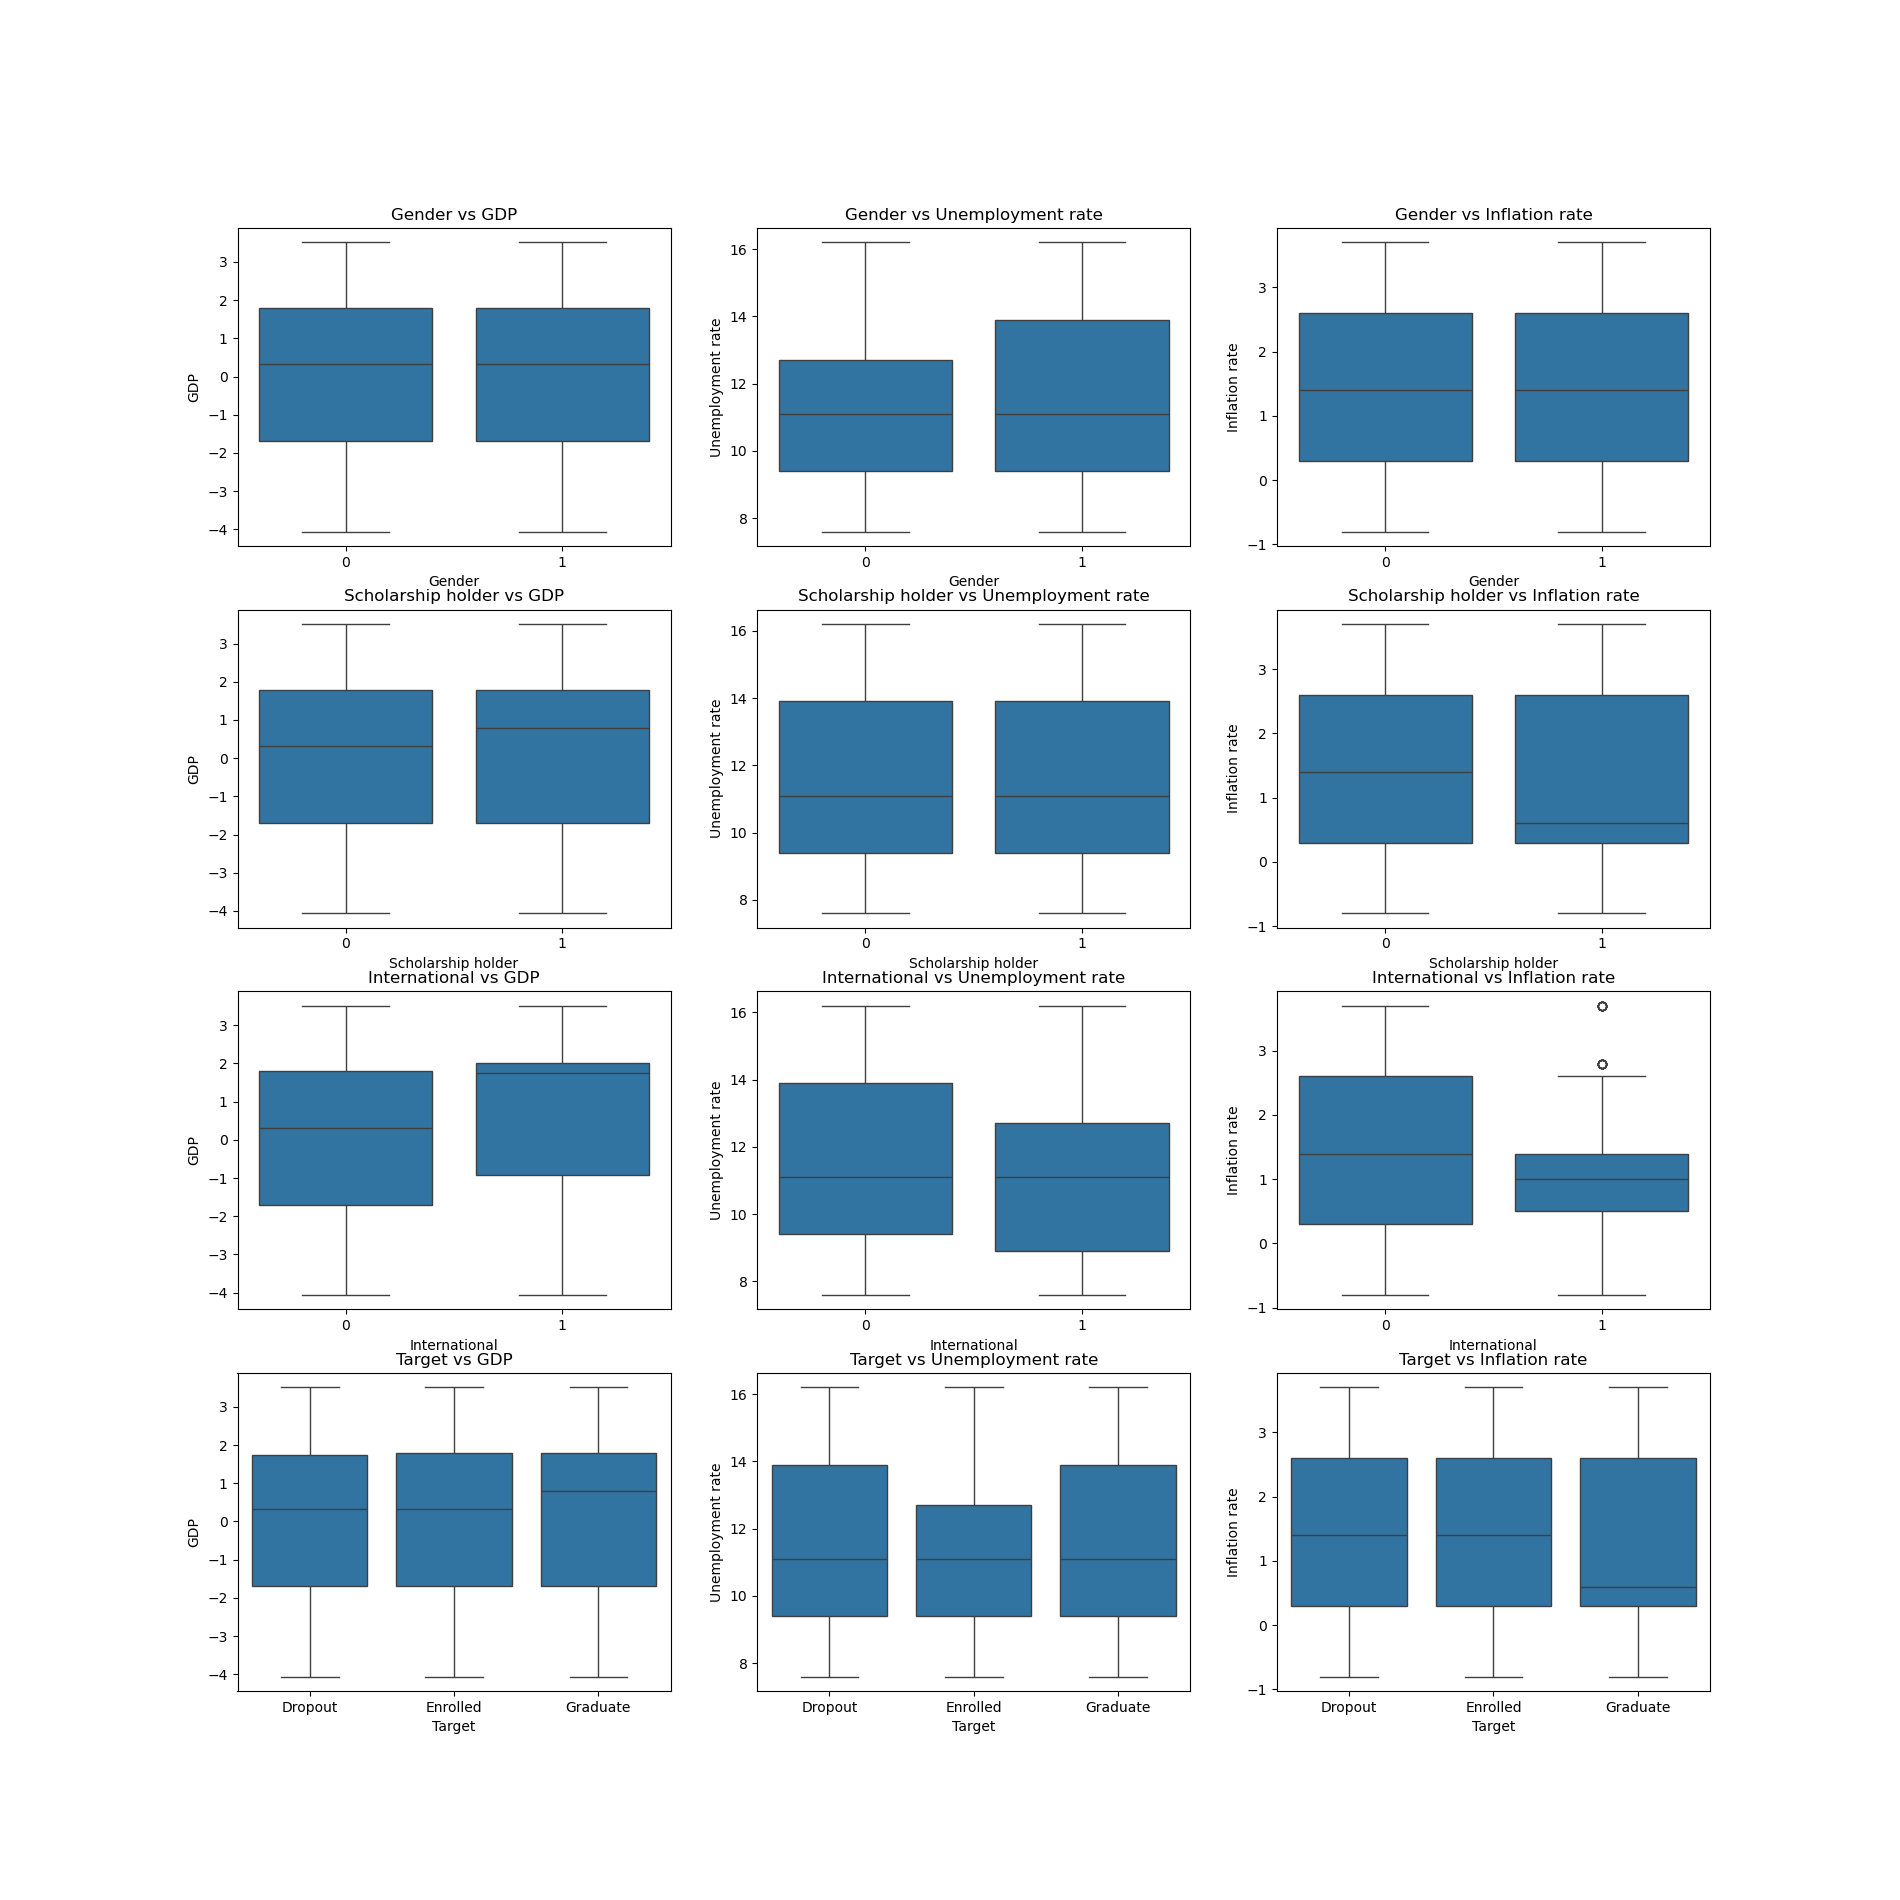 Gender vs GDP
GDP
3
2
1
0
−1
−2
−3
−4
0 1
Gender
Gender vs Unemployment rate
Unemployment rate
16
14
12
10
8
0 1
Gender
Gender vs Inflation rate
Inflation rate
3
2
1
0
−1
0 1
Gender
Scholarship holder vs GDP
GDP
3
2
1
0
−1
−2
−3
−4
0 1
Scholarship holder
Scholarship holder vs Unemployment rate
Unemployment rate
16
14
12
10
8
0 1
Scholarship holder
Scholarship holder vs Inflation rate
Inflation rate
3
2
1
0
−1
0 1
Scholarship holder
International vs GDP
GDP
3
2
1
0
−1
−2
−3
−4
0 1
International
International vs Unemployment rate
Unemployment rate
16
14
12
10
8
0 1
International
International vs Inflation rate
Inflation rate
3
2
1
0
−1
0 1
International
Target vs GDP
GDP
3
2
1
0
−1
−2
−3
−4
Dropout Enrolled Graduate
Target
Target vs Unemployment rate
Unemployment rate
16
14
12
10
8
Dropout Enrolled Graduate
Target
Target vs Inflation rate
Inflation rate
3
2
1
0
−1
Dropout Enrolled Graduate
Target